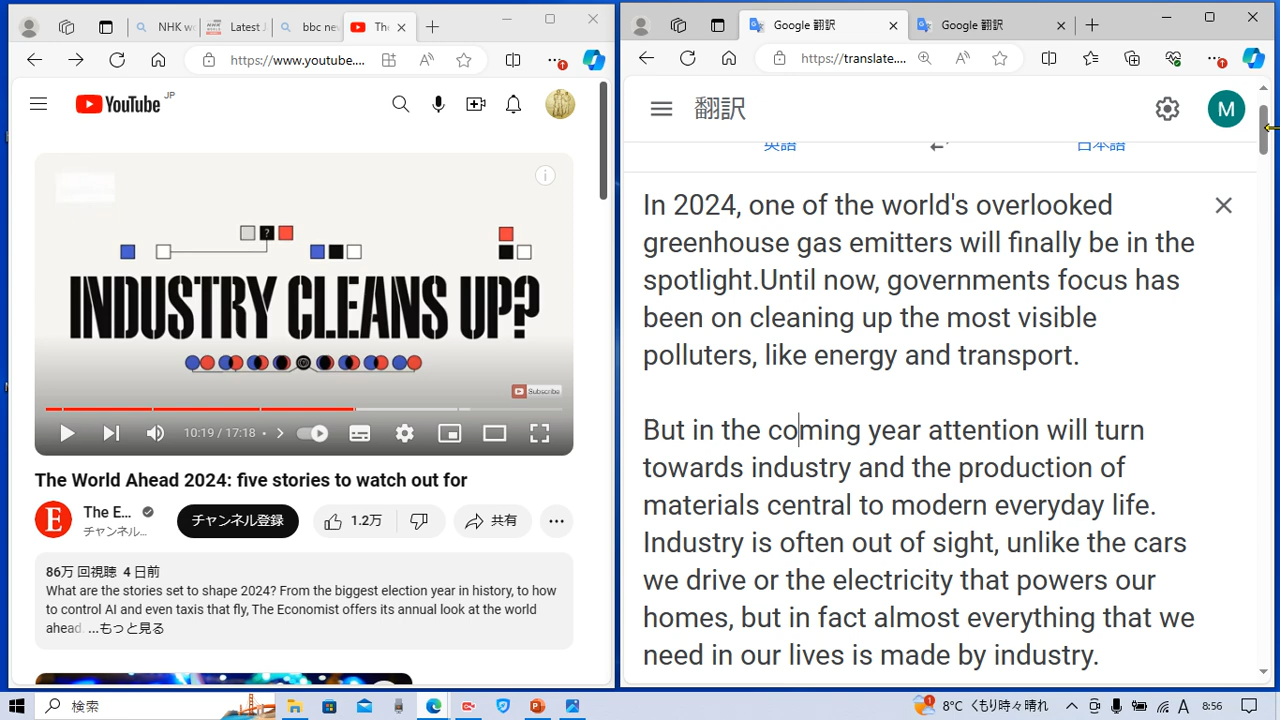 NHK w
Latest J
bbc ne
The
https://www.youtube....
YouTube JP
INDUSTRY CLEANS UP?
?
Subscribe
10:19 / 17:18
The World Ahead 2024: five stories to watch out for
E
The E...
チャンネル...
チャンネル登録
1.2万
共有
86万 回視聴 4 日前
What are the stories set to shape 2024? From the biggest election year in history, to how
to control AI and even taxis that fly, The Economist offers its annual look at the world
ahead. ...もっと見る
Google 翻訳
Google 翻訳
https://translate....
翻訳
M
英語
日本語
In 2024, one of the world's overlooked
greenhouse gas emitters will finally be in the
spotlight.Until now, governments focus has
been on cleaning up the most visible
polluters, like energy and transport.
But in the coming year attention will turn
towards industry and the production of
materials central to modern everyday life.
Industry is often out of sight, unlike the cars
we drive or the electricity that powers our
homes, but in fact almost everything that we
need in our lives is made by industry.
検索
1
8°C くもり時々晴れ
A
8:56